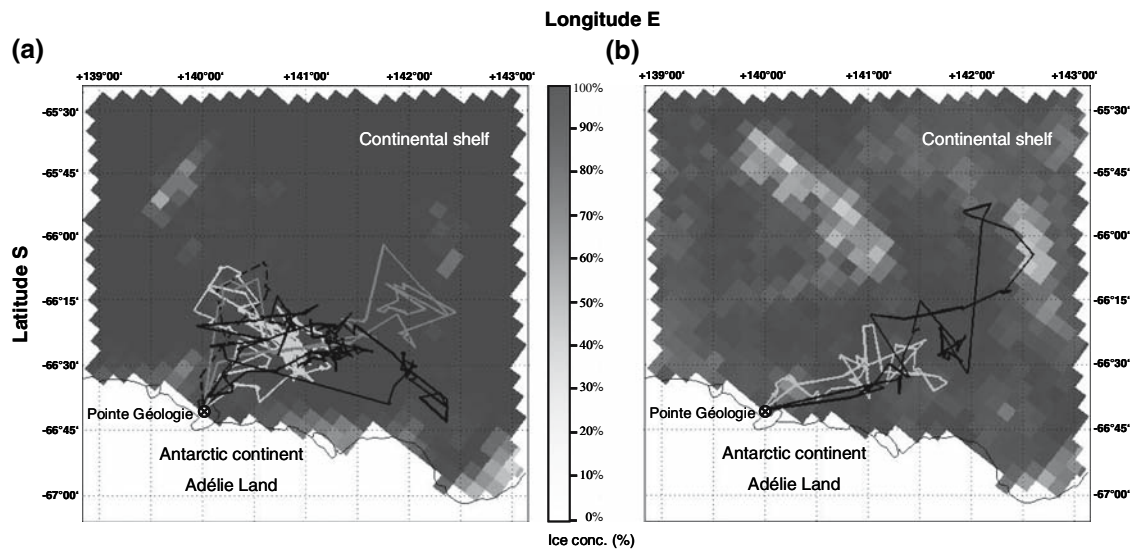 Longitude E
(a)
(b)
+139°00' +140°00' +141°00' +142°00' +143°00'
+139°00' +140°00' +141°00' +142°00' +143°00'
Latitude S
-65°30'
-65°45'
-66°00'
-66°15'
-66°30'
-66°45'
-67°00'
Continental shelf
Pointe Géologie
Antarctic continent
Adélie Land
100%
90%
80%
70%
60%
50%
40%
30%
20%
10%
0%
Ice conc. (%)
Continental shelf
Pointe Géologie
Antarctic continent
Adélie Land
-65°30'
-65°45'
-66°00'
-66°15'
-66°30'
-66°45'
-67°00'